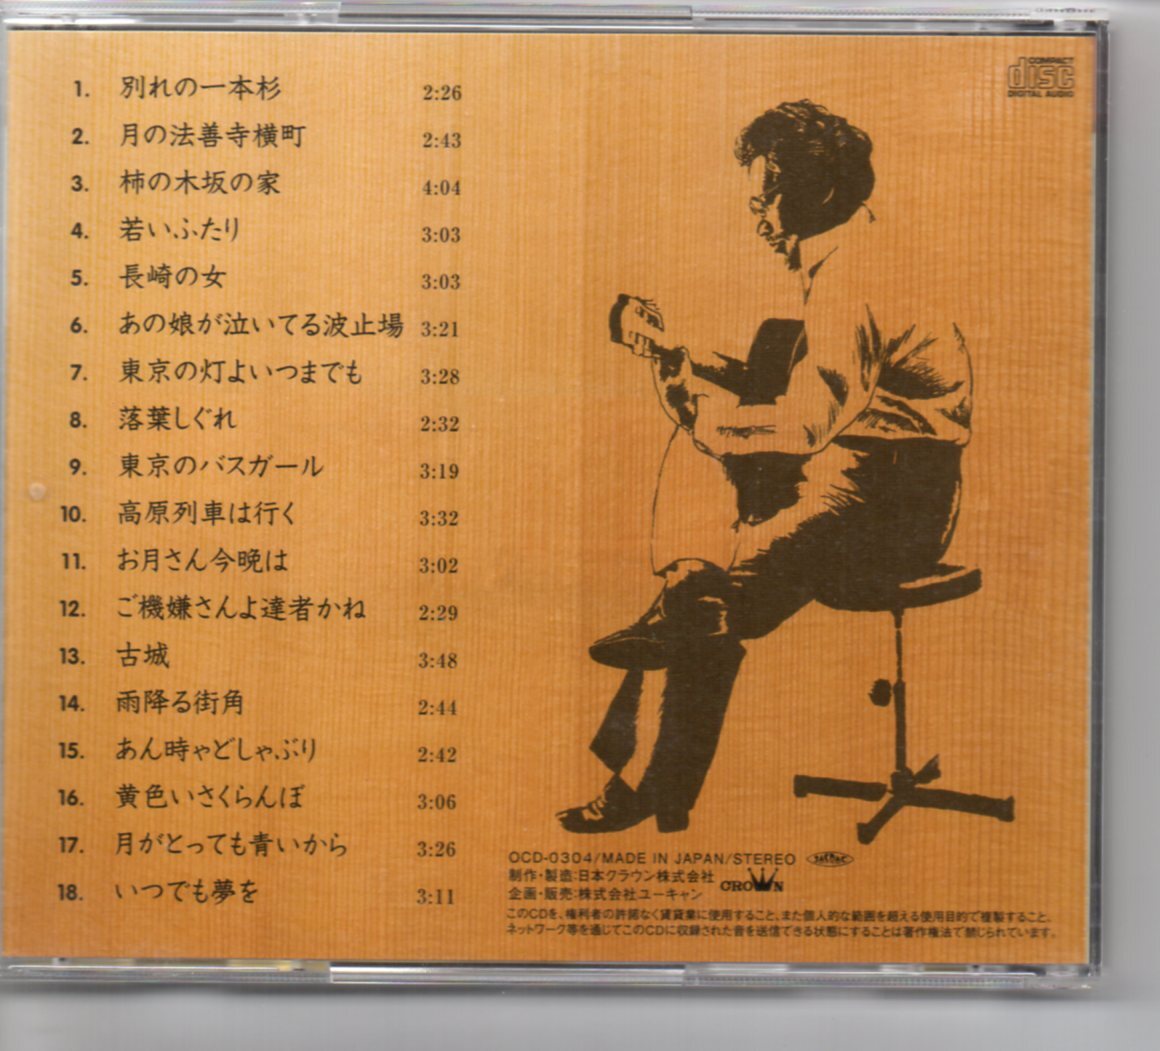 COMPACT
disc
DIGITAL AUDIO
1. 別れの一本杉 2:26
2. 月の法善寺横町 2:43
3. 柿の木坂の家 4:04
4. 若いふたり 3:03
5. 長崎の女 3:03
6. あの娘が泣いてる波止場 3:21
7. 東京の灯よいつまでも 3:28
8. 落葉しぐれ 2:32
9. 東京のバスガール 3:19
10. 高原列車は行く 3:32
11. お月さん今晩は 3:02
12. ご機嫌さんよ達者かね 2:29
13. 古城 3:48
14. 雨降る街角 2:44
15. あん時ゃどしゃぶり 2:42
16. 黄色いさくらんぼ 3:06
17. 月がとっても青いから 3:26
18. いつでも夢を 3:11
OCD-0304/MADE IN JAPAN/STEREO
制作・製造:日本クラウン株式会社
CROWN
企画・販売:株式会社ユーキャン
このCDを、権利者の許諾なく賃貸業に使用すること、また個人的な範囲を超える使用目的で複製すること、
ネットワーク等を通じてこのCDに収録された音を送信できる状態にすることは著作権法で禁じられています。